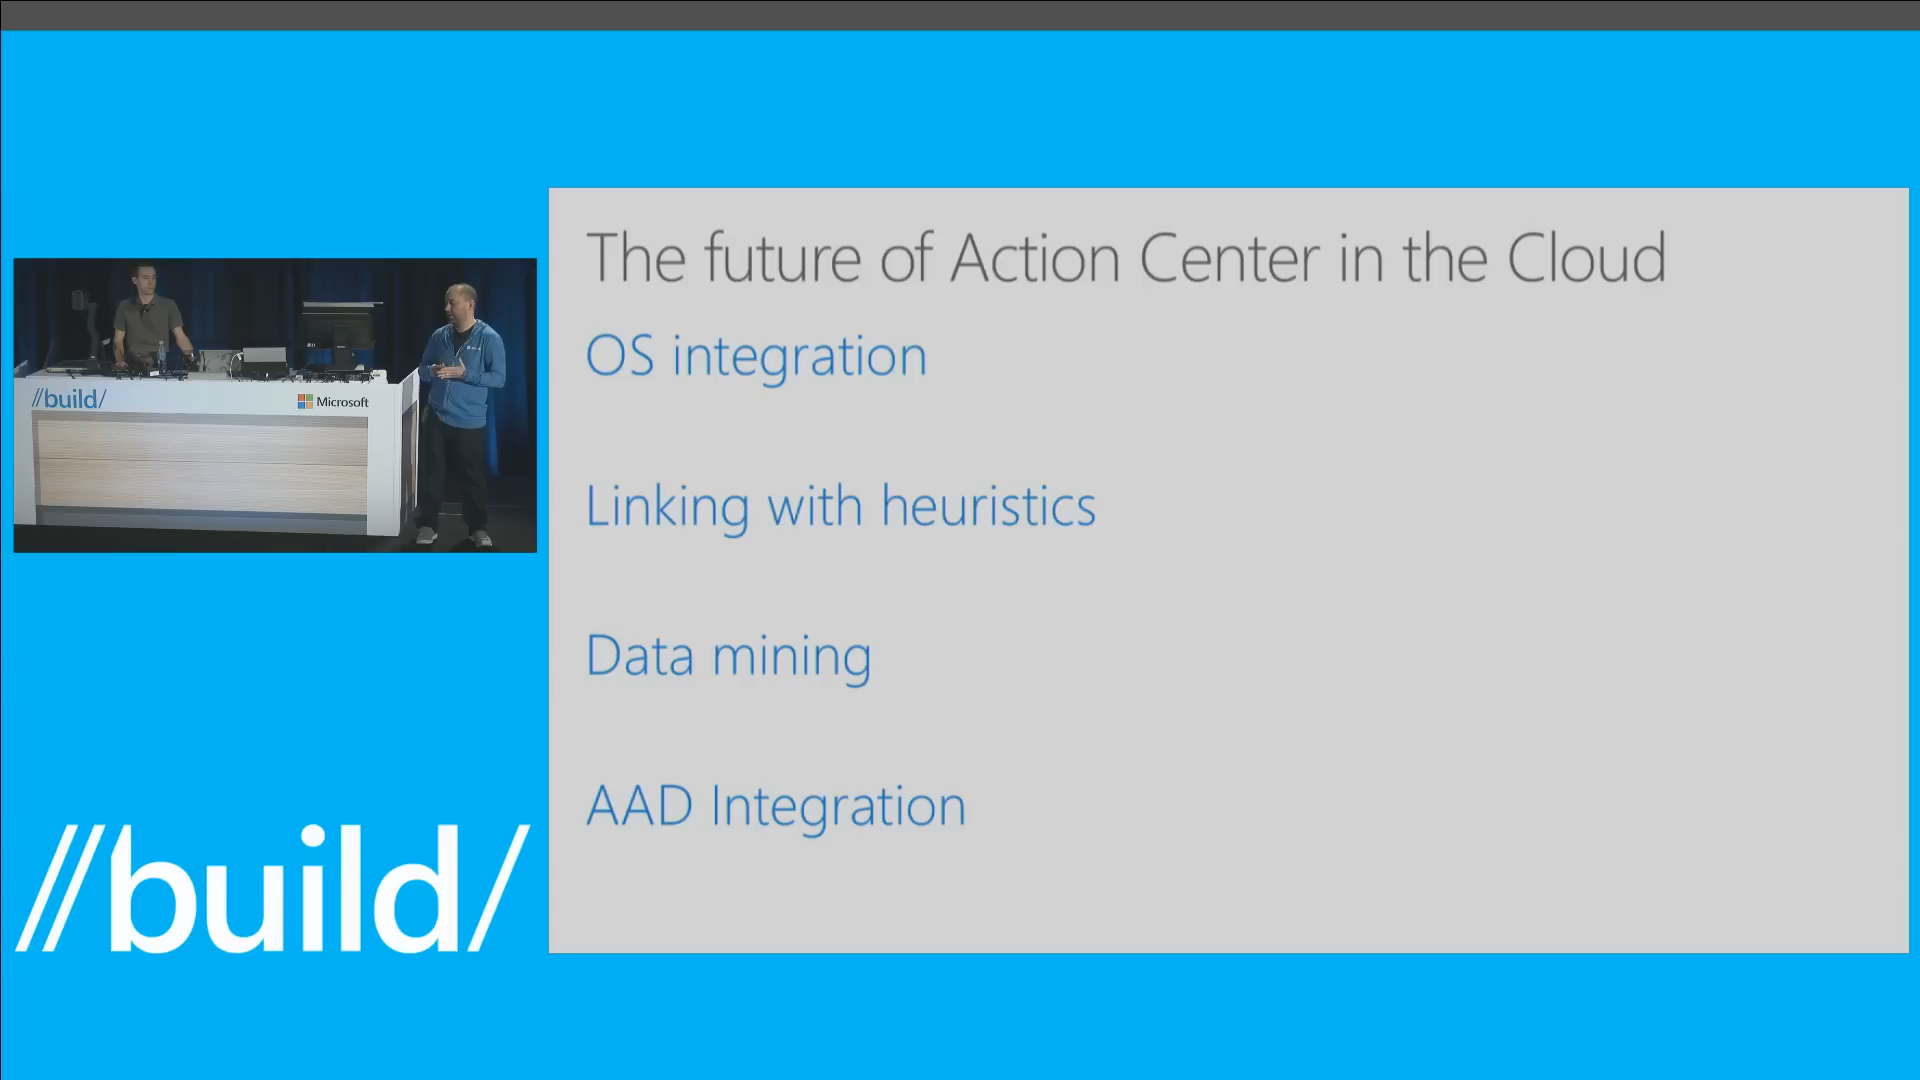 The future of Action Center in the Cloud
OS integration
Linking with heuristics
Data mining
AAD Integration
//build/
Microsoft
//build/